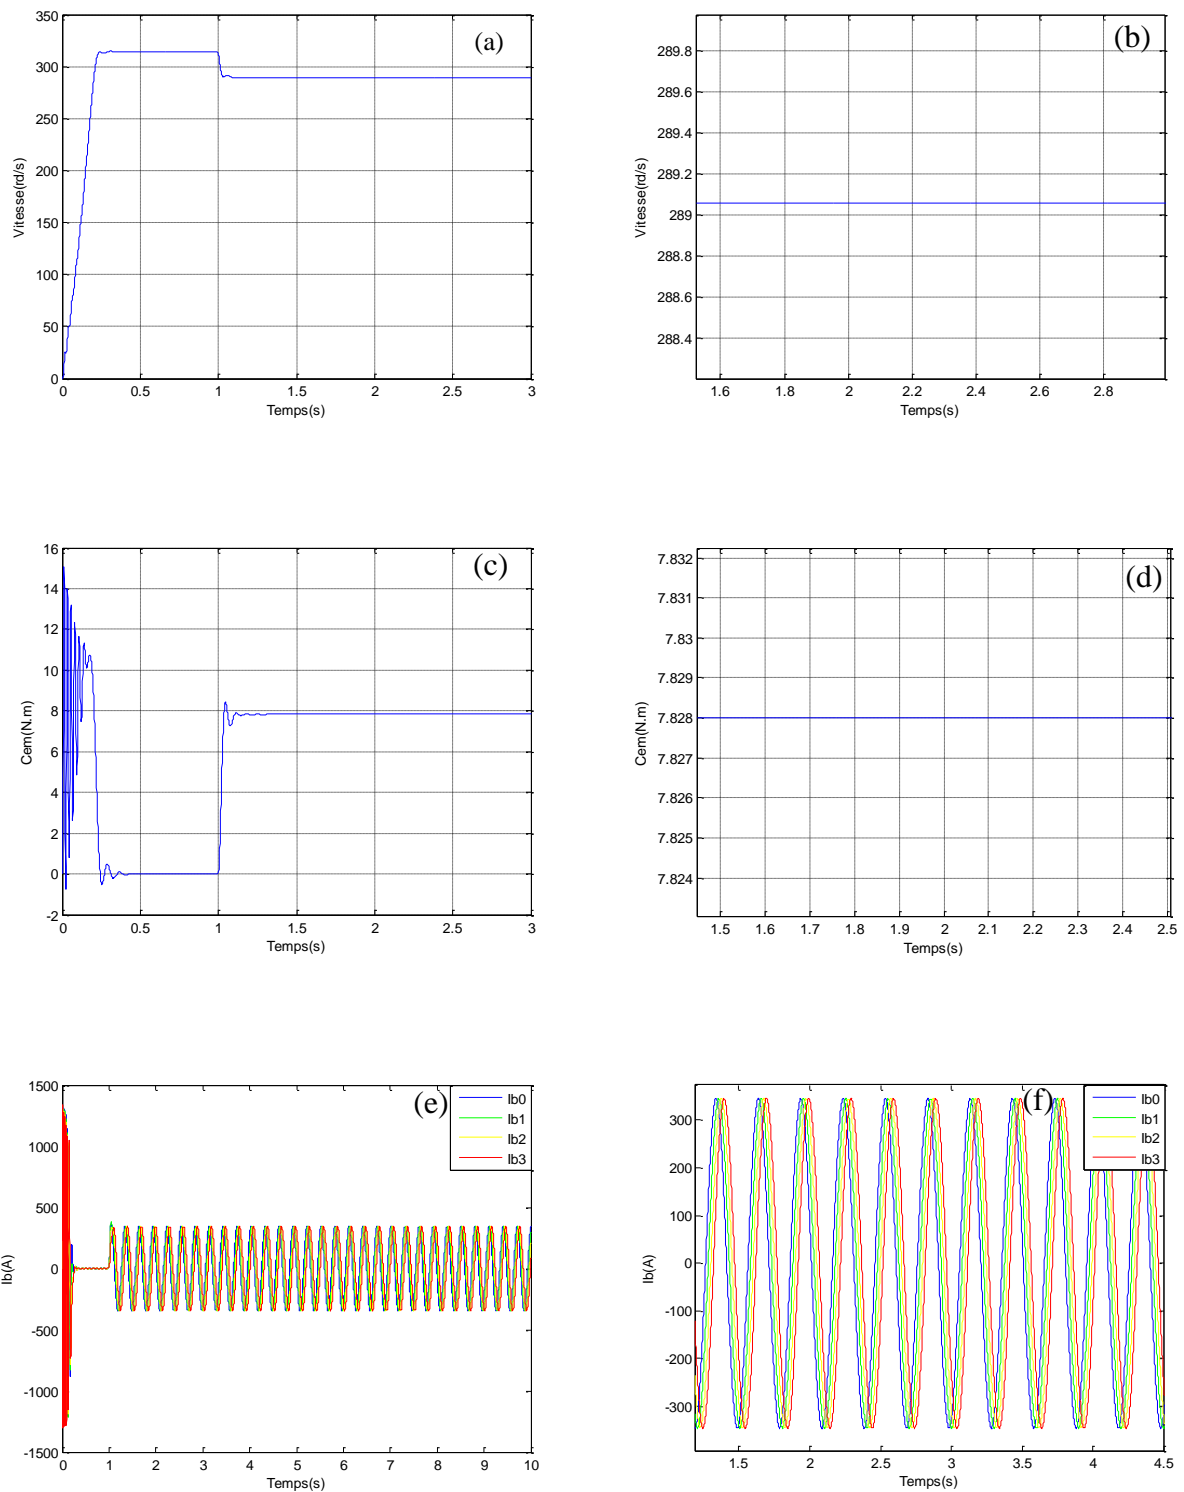 (a)
350
300
250
200
150
100
50
0
Vitesse(rd/s)
0 0.5 1 1.5 2 2.5 3
Temps(s)
(b)
289.8
289.6
289.4
289.2
289
288.8
288.6
288.4
Vitesse(rd/s)
1.6 1.8 2 2.2 2.4 2.6 2.8
Temps(s)
(c)
16
14
12
10
8
6
4
2
0
-2
Cem(N.m)
0 0.5 1 1.5 2 2.5 3
Temps(s)
(d)
7.832
7.831
7.83
7.829
7.828
7.827
7.826
7.825
7.824
Cem(N.m)
1.5 1.6 1.7 1.8 1.9 2 2.1 2.2 2.3 2.4 2.5
Temps(s)
(e)
Ib0
Ib1
Ib2
Ib3
1500
1000
500
0
-500
-1000
-1500
Ib(A)
0 1 2 3 4 5 6 7 8 9 10
Temps(s)
(f)
Ib0
Ib1
Ib2
Ib3
300
200
100
0
-100
-200
-300
Ib(A)
1.5 2 2.5 3 3.5 4 4.5
Temps(s)